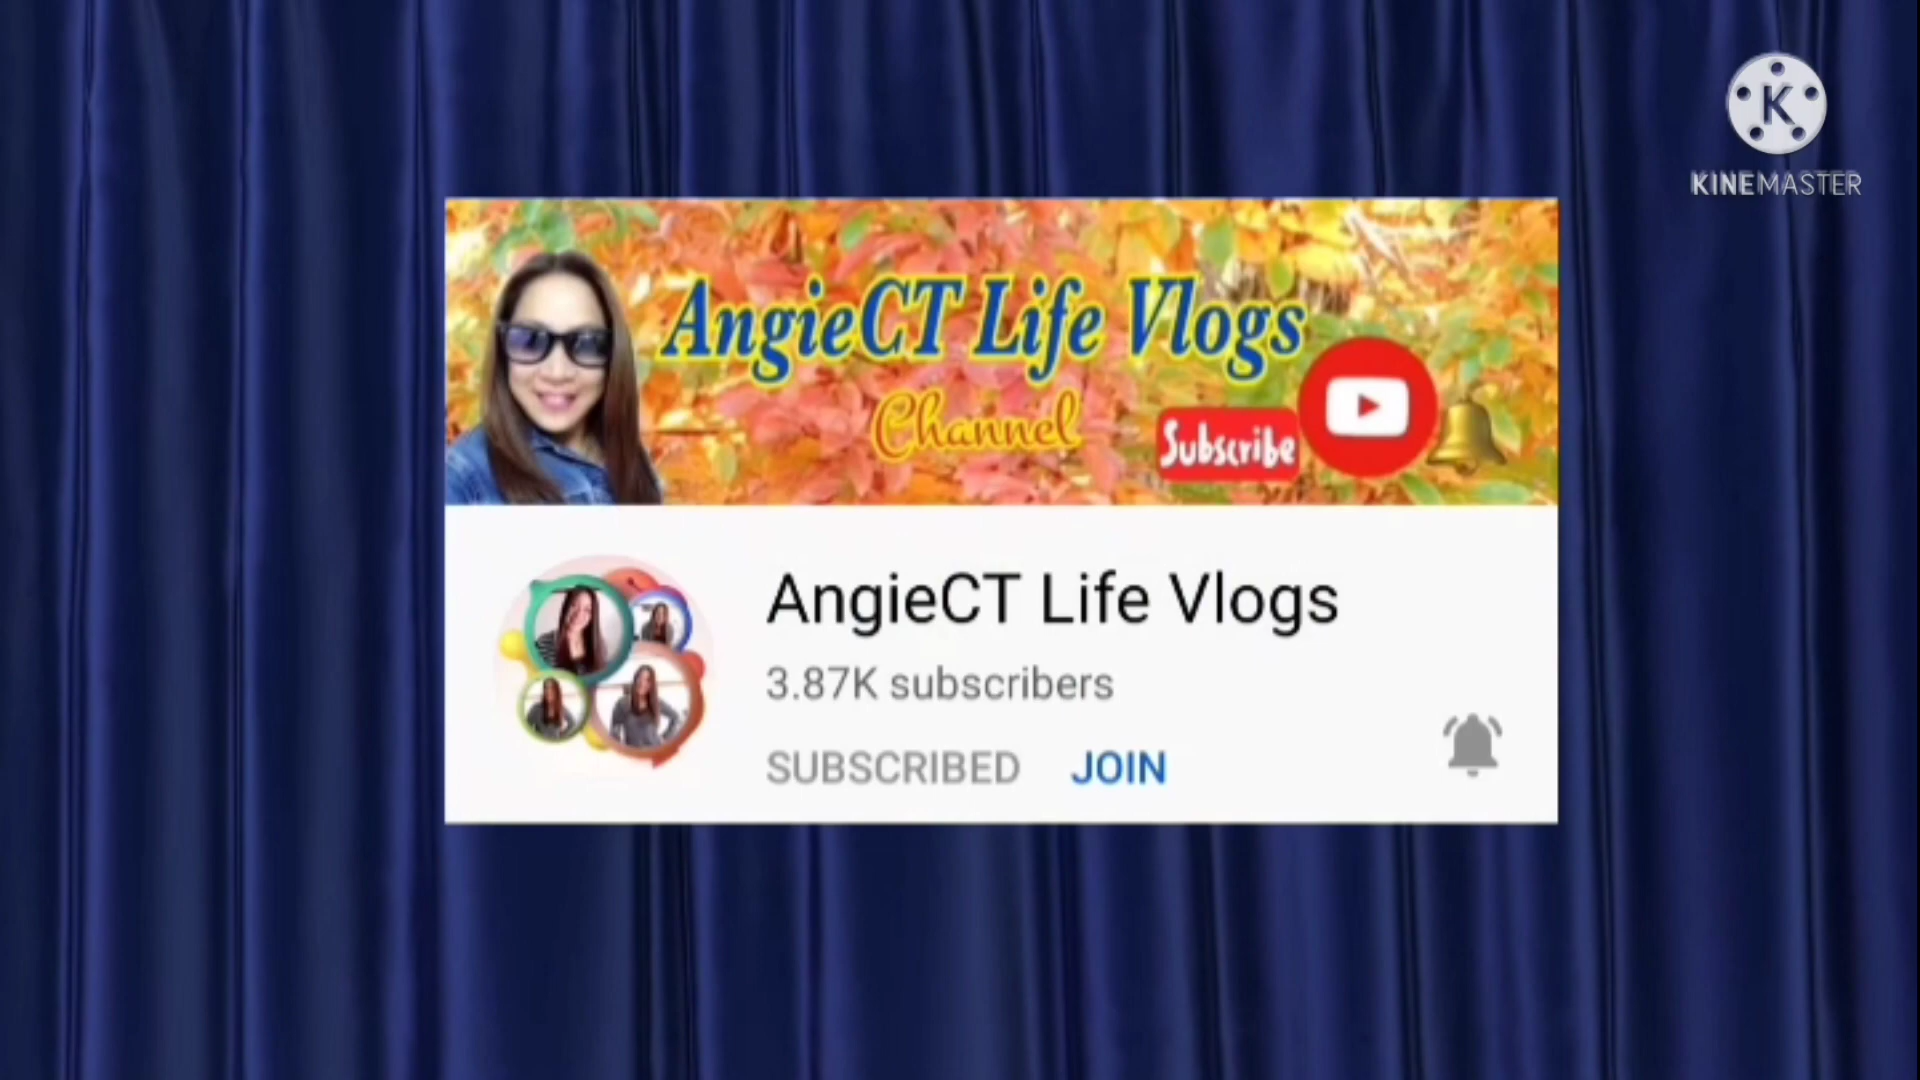 K
KINEMASTER
AngieCT Life Vlogs
Channel
Subscribe
AngieCT Life Vlogs
3.87K subscribers
SUBSCRIBED JOIN